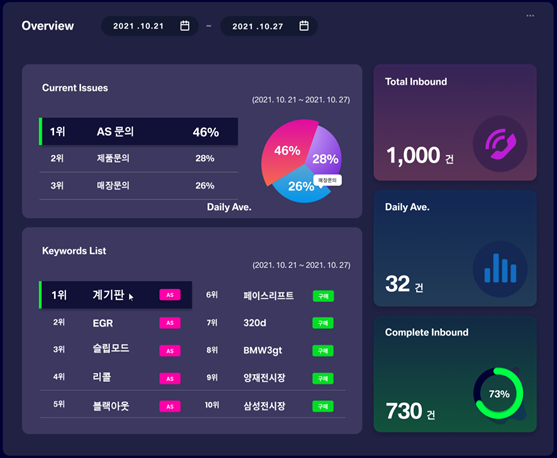 Overview
2021 .10.21
–
2021 .10.27
Current Issues
(2021. 10. 21 ~ 2021. 10. 27)
1위 AS 문의 46%
2위 제품문의 28%
3위 매장문의 26%
46%
28%
26%
매장문의
Daily Ave.
Keywords List
(2021. 10. 21 ~ 2021. 10. 27)
1위 계기판 AS
2위 EGR AS
3위 슬립모드 AS
4위 리콜 AS
5위 블랙아웃 AS
6위 페이스리프트 구매
7위 320d 구매
8위 BMW3gt 구매
9위 양재전시장 구매
10위 삼성전시장 구매
Total Inbound
1,000 건
Daily Ave.
32 건
Complete Inbound
730 건
73%